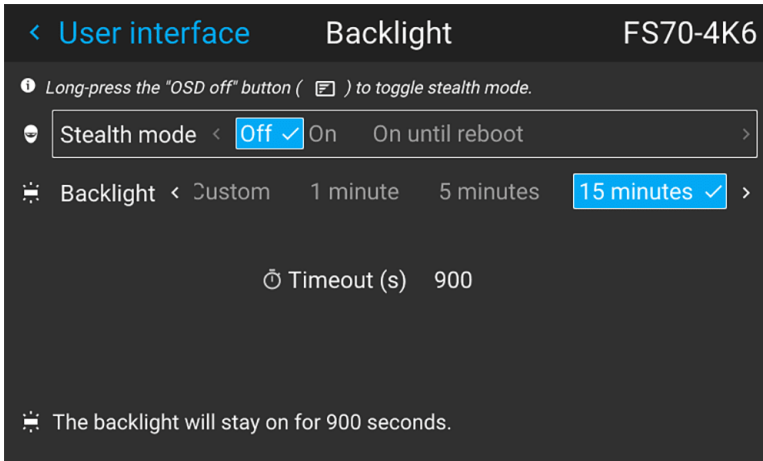 User interface Backlight FS70-4K6
Long-press the "OSD off" button ( ) to toggle stealth mode.
Stealth mode Off On On until reboot
Backlight Custom 1 minute 5 minutes 15 minutes
Timeout (s) 900
The backlight will stay on for 900 seconds.